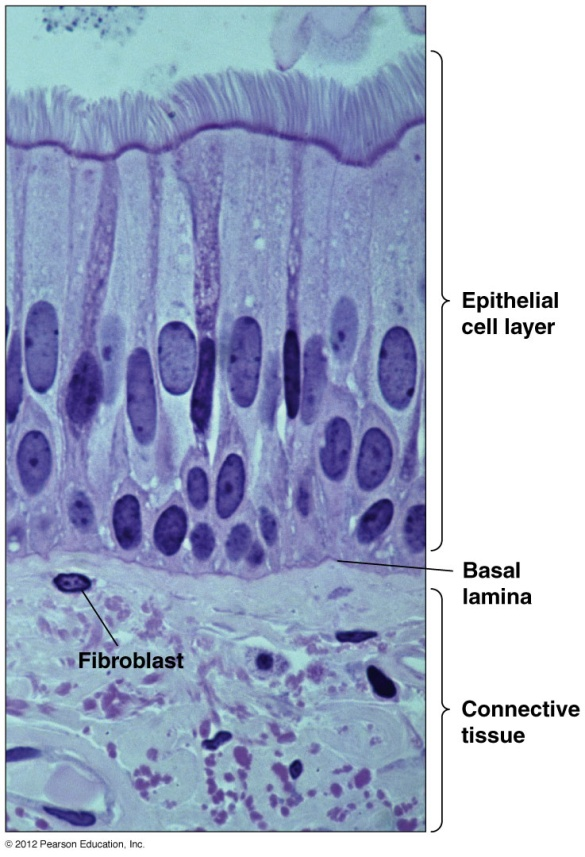 Epithelial
cell layer
Basal
lamina
Fibroblast
Connective
tissue
© 2012 Pearson Education, Inc.